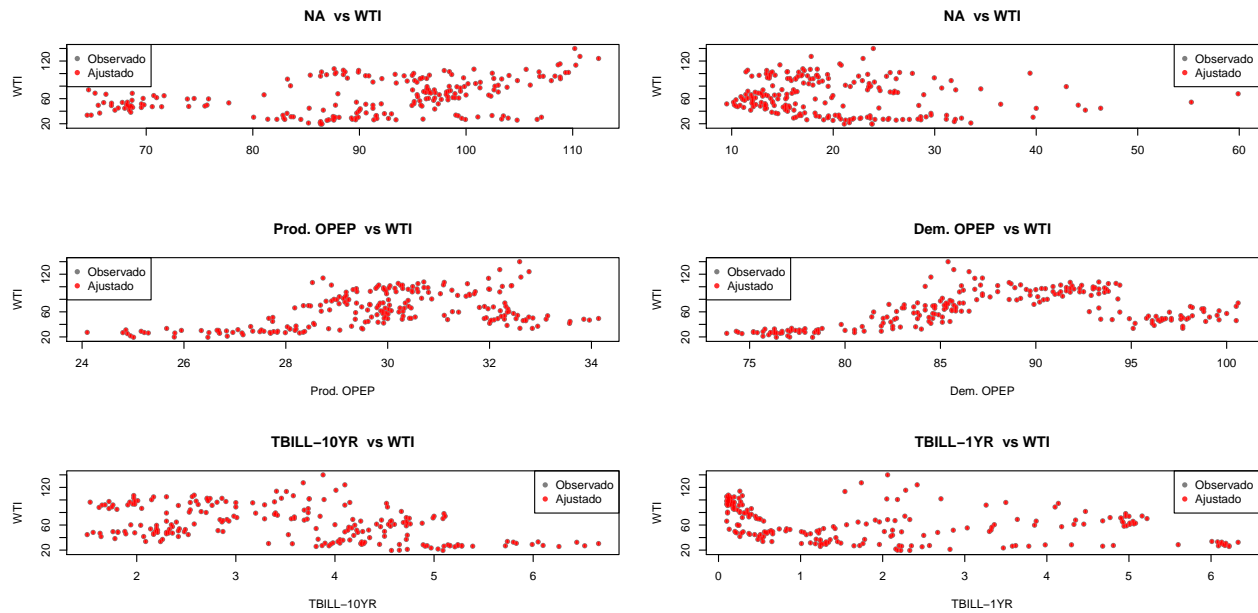 NA vs WTI
WTI
120
60
20
Observado
Ajustado
70 80 90 100 110
NA vs WTI
WTI
120
60
20
Observado
Ajustado
10 20 30 40 50 60
Prod. OPEP vs WTI
WTI
120
60
20
Observado
Ajustado
24 26 28 30 32 34
Prod. OPEP
Dem. OPEP vs WTI
WTI
120
60
20
Observado
Ajustado
75 80 85 90 95 100
Dem. OPEP
TBILL−10YR vs WTI
WTI
120
60
20
Observado
Ajustado
2 3 4 5 6
TBILL−10YR
TBILL−1YR vs WTI
WTI
120
60
20
Observado
Ajustado
0 1 2 3 4 5 6
TBILL−1YR